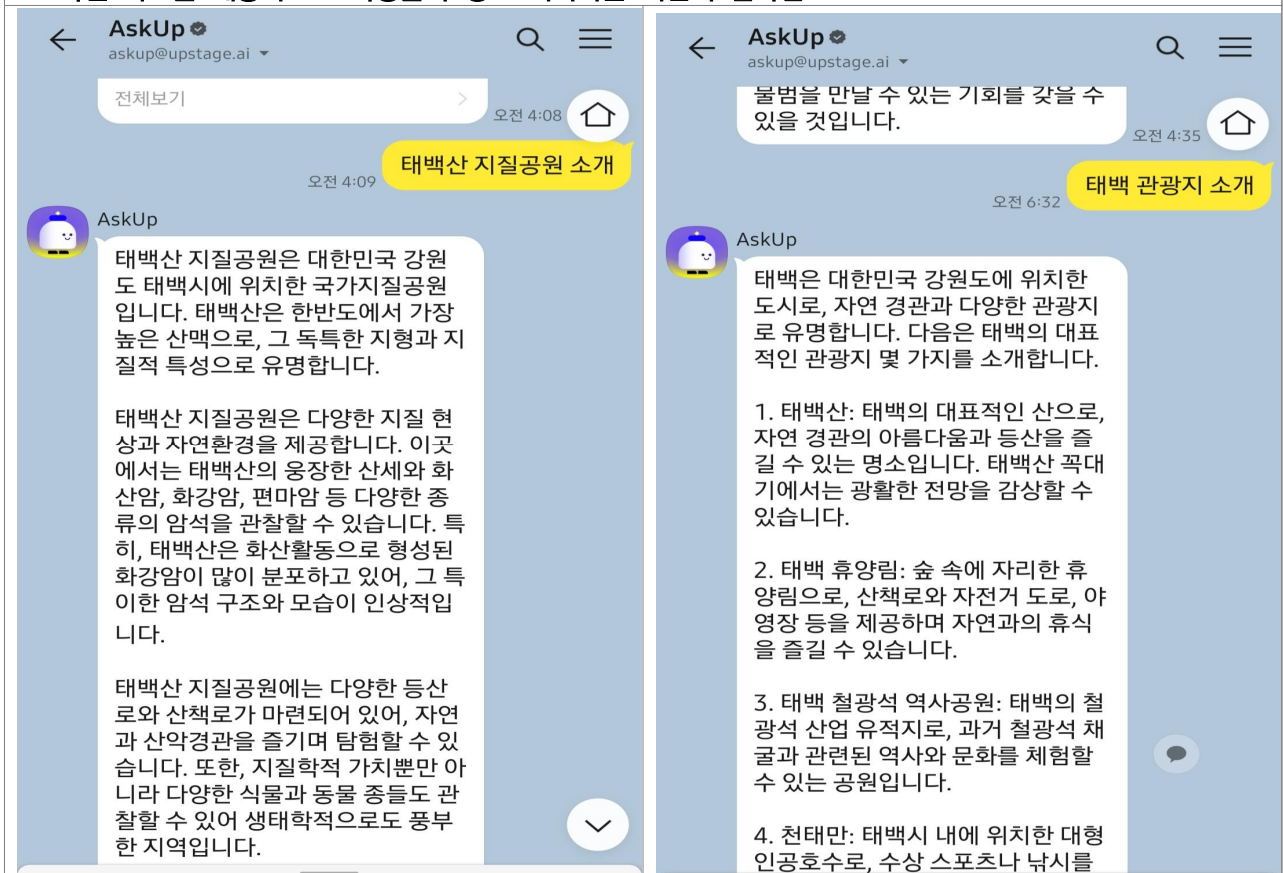 AskUp
askup@upstage.ai
전체보기
오전 4:08
태백산 지질공원 소개
오전 4:09
AskUp
태백산 지질공원은 대한민국 강원
도 태백시에 위치한 국가지질공원
입니다. 태백산은 한반도에서 가장
높은 산맥으로, 그 독특한 지형과 지
질적 특성으로 유명합니다.
태백산 지질공원은 다양한 지질 현
상과 자연환경을 제공합니다. 이곳
에서는 태백산의 웅장한 산세와 화
산암, 화강암, 편마암 등 다양한 종
류의 암석을 관찰할 수 있습니다. 특
히, 태백산은 화산활동으로 형성된
화강암이 많이 분포하고 있어, 그 특
이한 암석 구조와 모습이 인상적입
니다.
태백산 지질공원에는 다양한 등산
로와 산책로가 마련되어 있어, 자연
과 산악경관을 즐기며 탐험할 수 있
습니다. 또한, 지질학적 가치뿐만 아
니라 다양한 식물과 동물 종들도 관
찰할 수 있어 생태학적으로도 풍부
한 지역입니다.
AskUp
askup@upstage.ai
물범을 만날 수 있는 기회를 갖을 수
있을 것입니다.
오전 4:35
태백 관광지 소개
오전 6:32
AskUp
태백은 대한민국 강원도에 위치한
도시로, 자연 경관과 다양한 관광지
로 유명합니다. 다음은 태백의 대표
적인 관광지 몇 가지를 소개합니다.
1. 태백산: 태백의 대표적인 산으로,
자연 경관의 아름다움과 등산을 즐
길 수 있는 명소입니다. 태백산 꼭대
기에서는 광활한 전망을 감상할 수
있습니다.
2. 태백 휴양림: 숲 속에 자리한 휴
양림으로, 산책로와 자전거 도로, 야
영장 등을 제공하며 자연과의 휴식
을 즐길 수 있습니다.
3. 태백 철광석 역사공원: 태백의 철
광석 산업 유적지로, 과거 철광석 채
굴과 관련된 역사와 문화를 체험할
수 있는 공원입니다.
4. 천태만: 태백시 내에 위치한 대형
인공호수로, 수상 스포츠나 낚시를